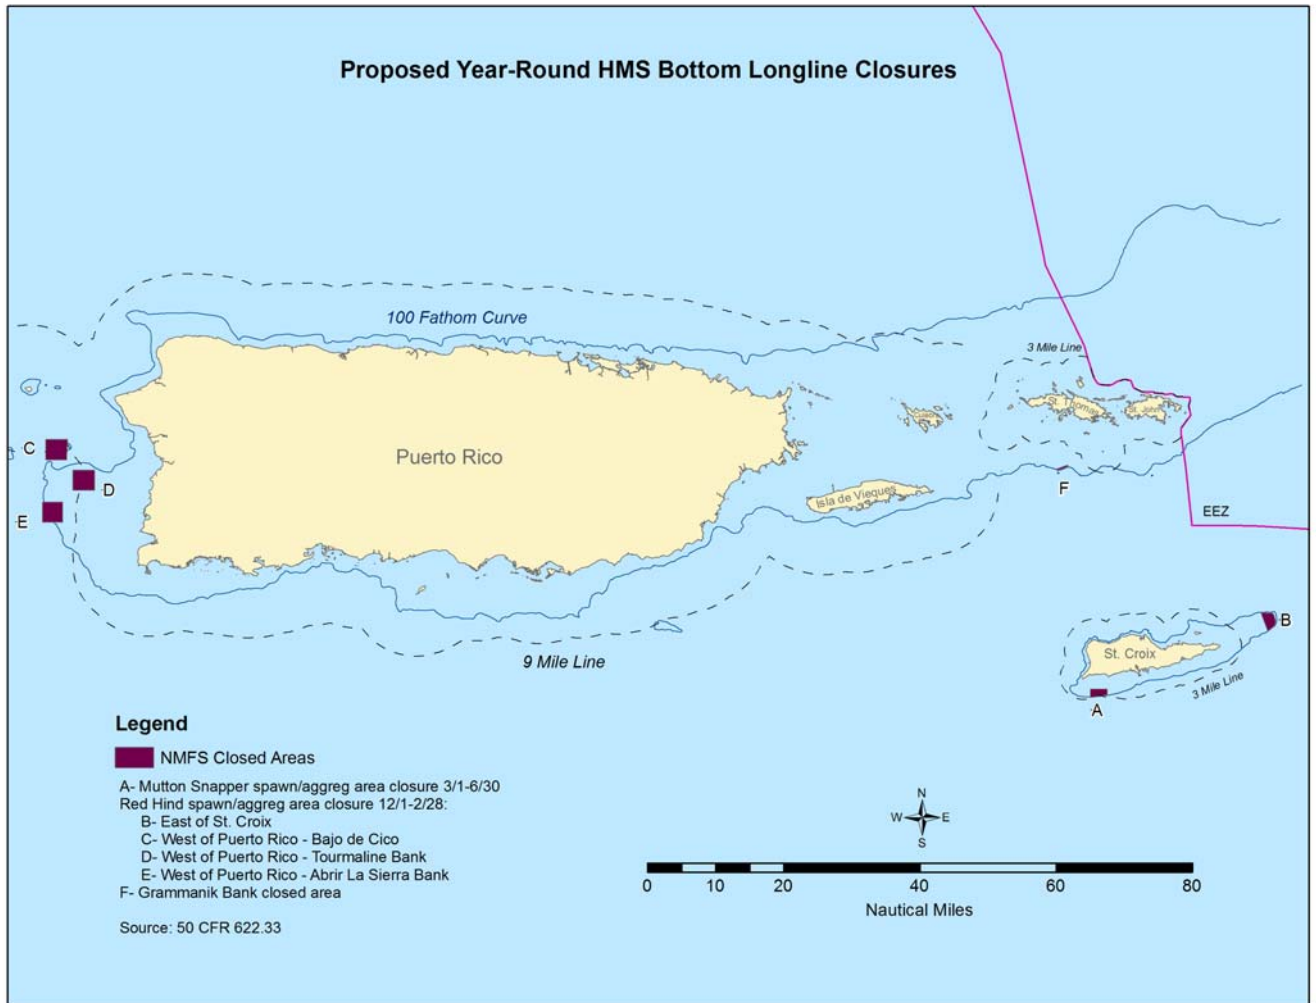 Proposed Year-Round HMS Bottom Longline Closures
100 Fathom Curve
3 Mile Line
St. Thomas
St. John
C
Puerto Rico
D
F
Isla de Vieques
E
EEZ
B
St. Croix
9 Mile Line
3 Mile Line
A
Legend
NMFS Closed Areas
A- Mutton Snapper spawn/aggreg area closure 3/1-6/30
Red Hind spawn/aggreg area closure 12/1-2/28:
B- East of St. Croix
C- West of Puerto Rico - Bajo de Cico
D- West of Puerto Rico - Tourmaline Bank
E- West of Puerto Rico - Abrir La Sierra Bank
F- Grammanik Bank closed area
Source: 50 CFR 622.33
N
W E
S
0 10 20 40 60 80
Nautical Miles